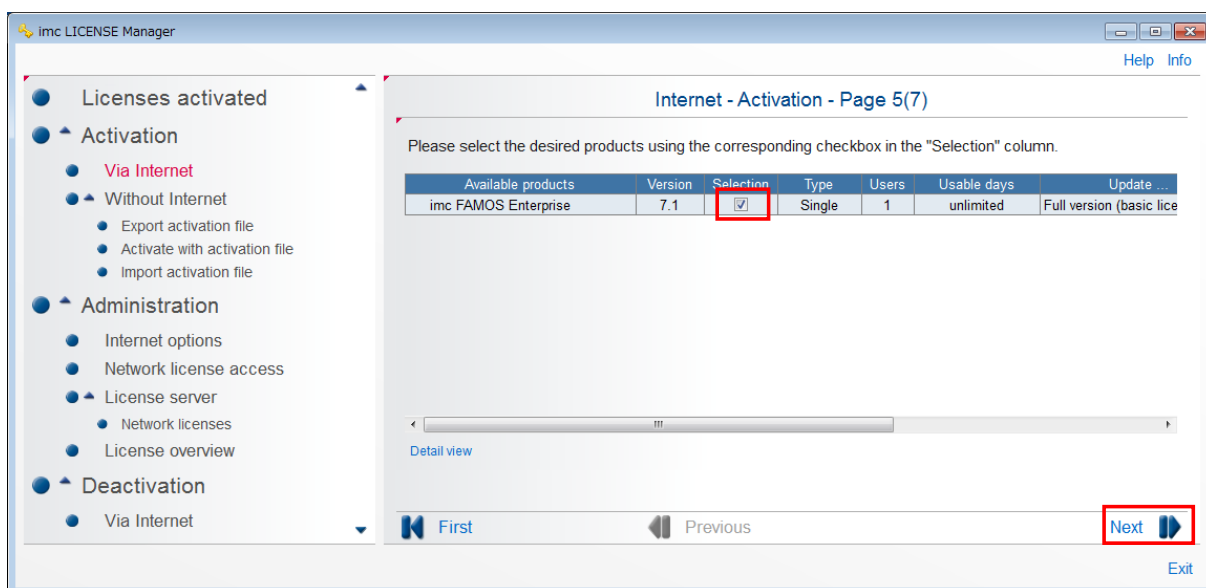 imc LICENSE Manager
Help Info
Licenses activated
Activation
Via Internet
Without Internet
Export activation file
Activate with activation file
Import activation file
Administration
Internet options
Network license access
License server
Network licenses
License overview
Deactivation
Via Internet
Internet - Activation - Page 5(7)
Please select the desired products using the corresponding checkbox in the "Selection" column.
Available products Version Selection Type Users Usable days Update ...
imc FAMOS Enterprise 7.1 Single 1 unlimited Full version (basic lice
Detail view
First Previous Next
Exit